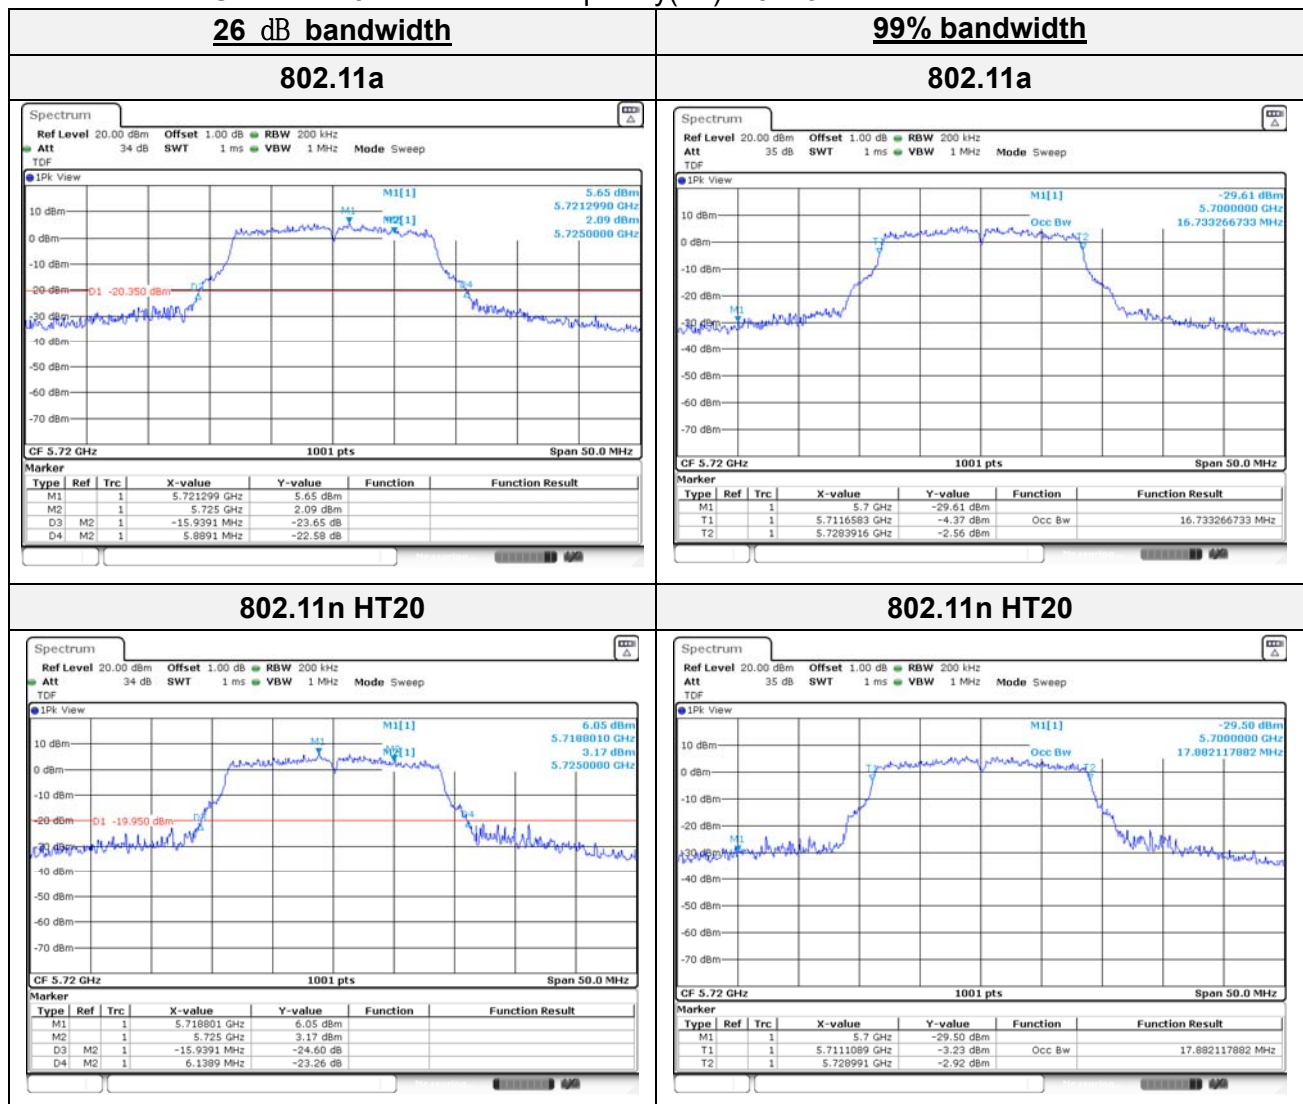 26 dB bandwidth
99% bandwidth
802.11a
802.11a
Spectrum
Ref Level 20.00 dBm Offset 1.00 dB RBW 200 kHz
Att 34 dB SWT 1 ms VBW 1 MHz Mode Sweep
TDF
1Pk View
M1[1] 5.65 dBm
5.7212990 GHz
M2[1] 2.09 dBm
5.7250000 GHz
M1
10 dBm
0 dBm
-10 dBm
-20 dBm
D1 -20.350 dBm
D3
D4
-30 dBm
-40 dBm
-50 dBm
-60 dBm
-70 dBm
CF 5.72 GHz 1001 pts Span 50.0 MHz
Marker
Type Ref Trc X-value Y-value Function Function Result
M1 1 5.721299 GHz 5.65 dBm
M2 1 5.725 GHz 2.09 dBm
D3 M2 1 -15.9391 MHz -23.65 dB
D4 M2 1 5.8891 MHz -22.58 dB
Spectrum
Ref Level 20.00 dBm Offset 1.00 dB RBW 200 kHz
Att 35 dB SWT 1 ms VBW 1 MHz Mode Sweep
TDF
1Pk View
M1[1] -29.61 dBm
5.7000000 GHz
Occ Bw 16.733266733 MHz
10 dBm
0 dBm
T1
T2
-10 dBm
-20 dBm
M1
-30 dBm
-40 dBm
-50 dBm
-60 dBm
-70 dBm
CF 5.72 GHz 1001 pts Span 50.0 MHz
Marker
Type Ref Trc X-value Y-value Function Function Result
M1 1 5.7 GHz -29.61 dBm
T1 1 5.7116583 GHz -4.37 dBm Occ Bw 16.733266733 MHz
T2 1 5.7283916 GHz -2.56 dBm
802.11n HT20
802.11n HT20
Spectrum
Ref Level 20.00 dBm Offset 1.00 dB RBW 200 kHz
Att 34 dB SWT 1 ms VBW 1 MHz Mode Sweep
TDF
1Pk View
M1[1] 6.05 dBm
5.7188010 GHz
M2[1] 3.17 dBm
5.7250000 GHz
M1
10 dBm
0 dBm
-10 dBm
-20 dBm
D1 -19.950 dBm
D4
-30 dBm
-40 dBm
-50 dBm
-60 dBm
-70 dBm
CF 5.72 GHz 1001 pts Span 50.0 MHz
Marker
Type Ref Trc X-value Y-value Function Function Result
M1 1 5.718801 GHz 6.05 dBm
M2 1 5.725 GHz 3.17 dBm
D3 M2 1 -15.9391 MHz -24.60 dB
D4 M2 1 6.1389 MHz -23.26 dB
Spectrum
Ref Level 20.00 dBm Offset 1.00 dB RBW 200 kHz
Att 35 dB SWT 1 ms VBW 1 MHz Mode Sweep
TDF
1Pk View
M1[1] -29.50 dBm
5.7000000 GHz
Occ Bw 17.882117882 MHz
10 dBm
0 dBm
T1
T2
-10 dBm
-20 dBm
M1
-30 dBm
-40 dBm
-50 dBm
-60 dBm
-70 dBm
CF 5.72 GHz 1001 pts Span 50.0 MHz
Marker
Type Ref Trc X-value Y-value Function Function Result
M1 1 5.7 GHz -29.50 dBm
T1 1 5.7111089 GHz -3.23 dBm Occ Bw 17.882117882 MHz
T2 1 5.728991 GHz -2.92 dBm